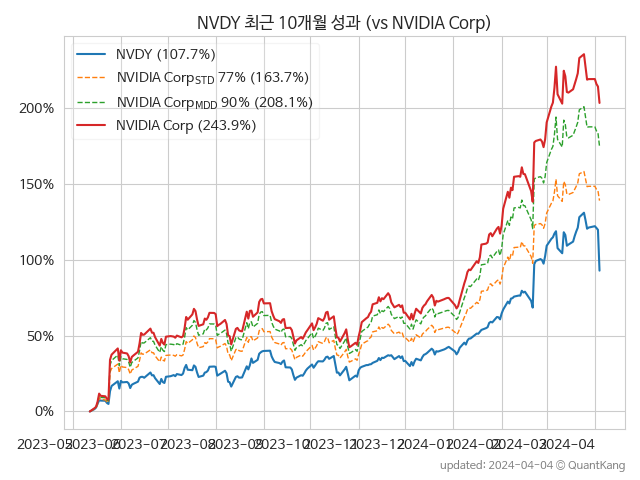 NVDY 최근 10개월 성과 (vs NVIDIA Corp)
NVDY (107.7%)
NVIDIA CorpSTD 77% (163.7%)
NVIDIA CorpMDD 90% (208.1%)
NVIDIA Corp (243.9%)
200%
150%
100%
50%
0%
2023-05 2023-06 2023-07 2023-08 2023-09 2023-10 2023-11 2023-12 2024-01 2024-02 2024-03 2024-04
updated: 2024-04-04 © QuantKang